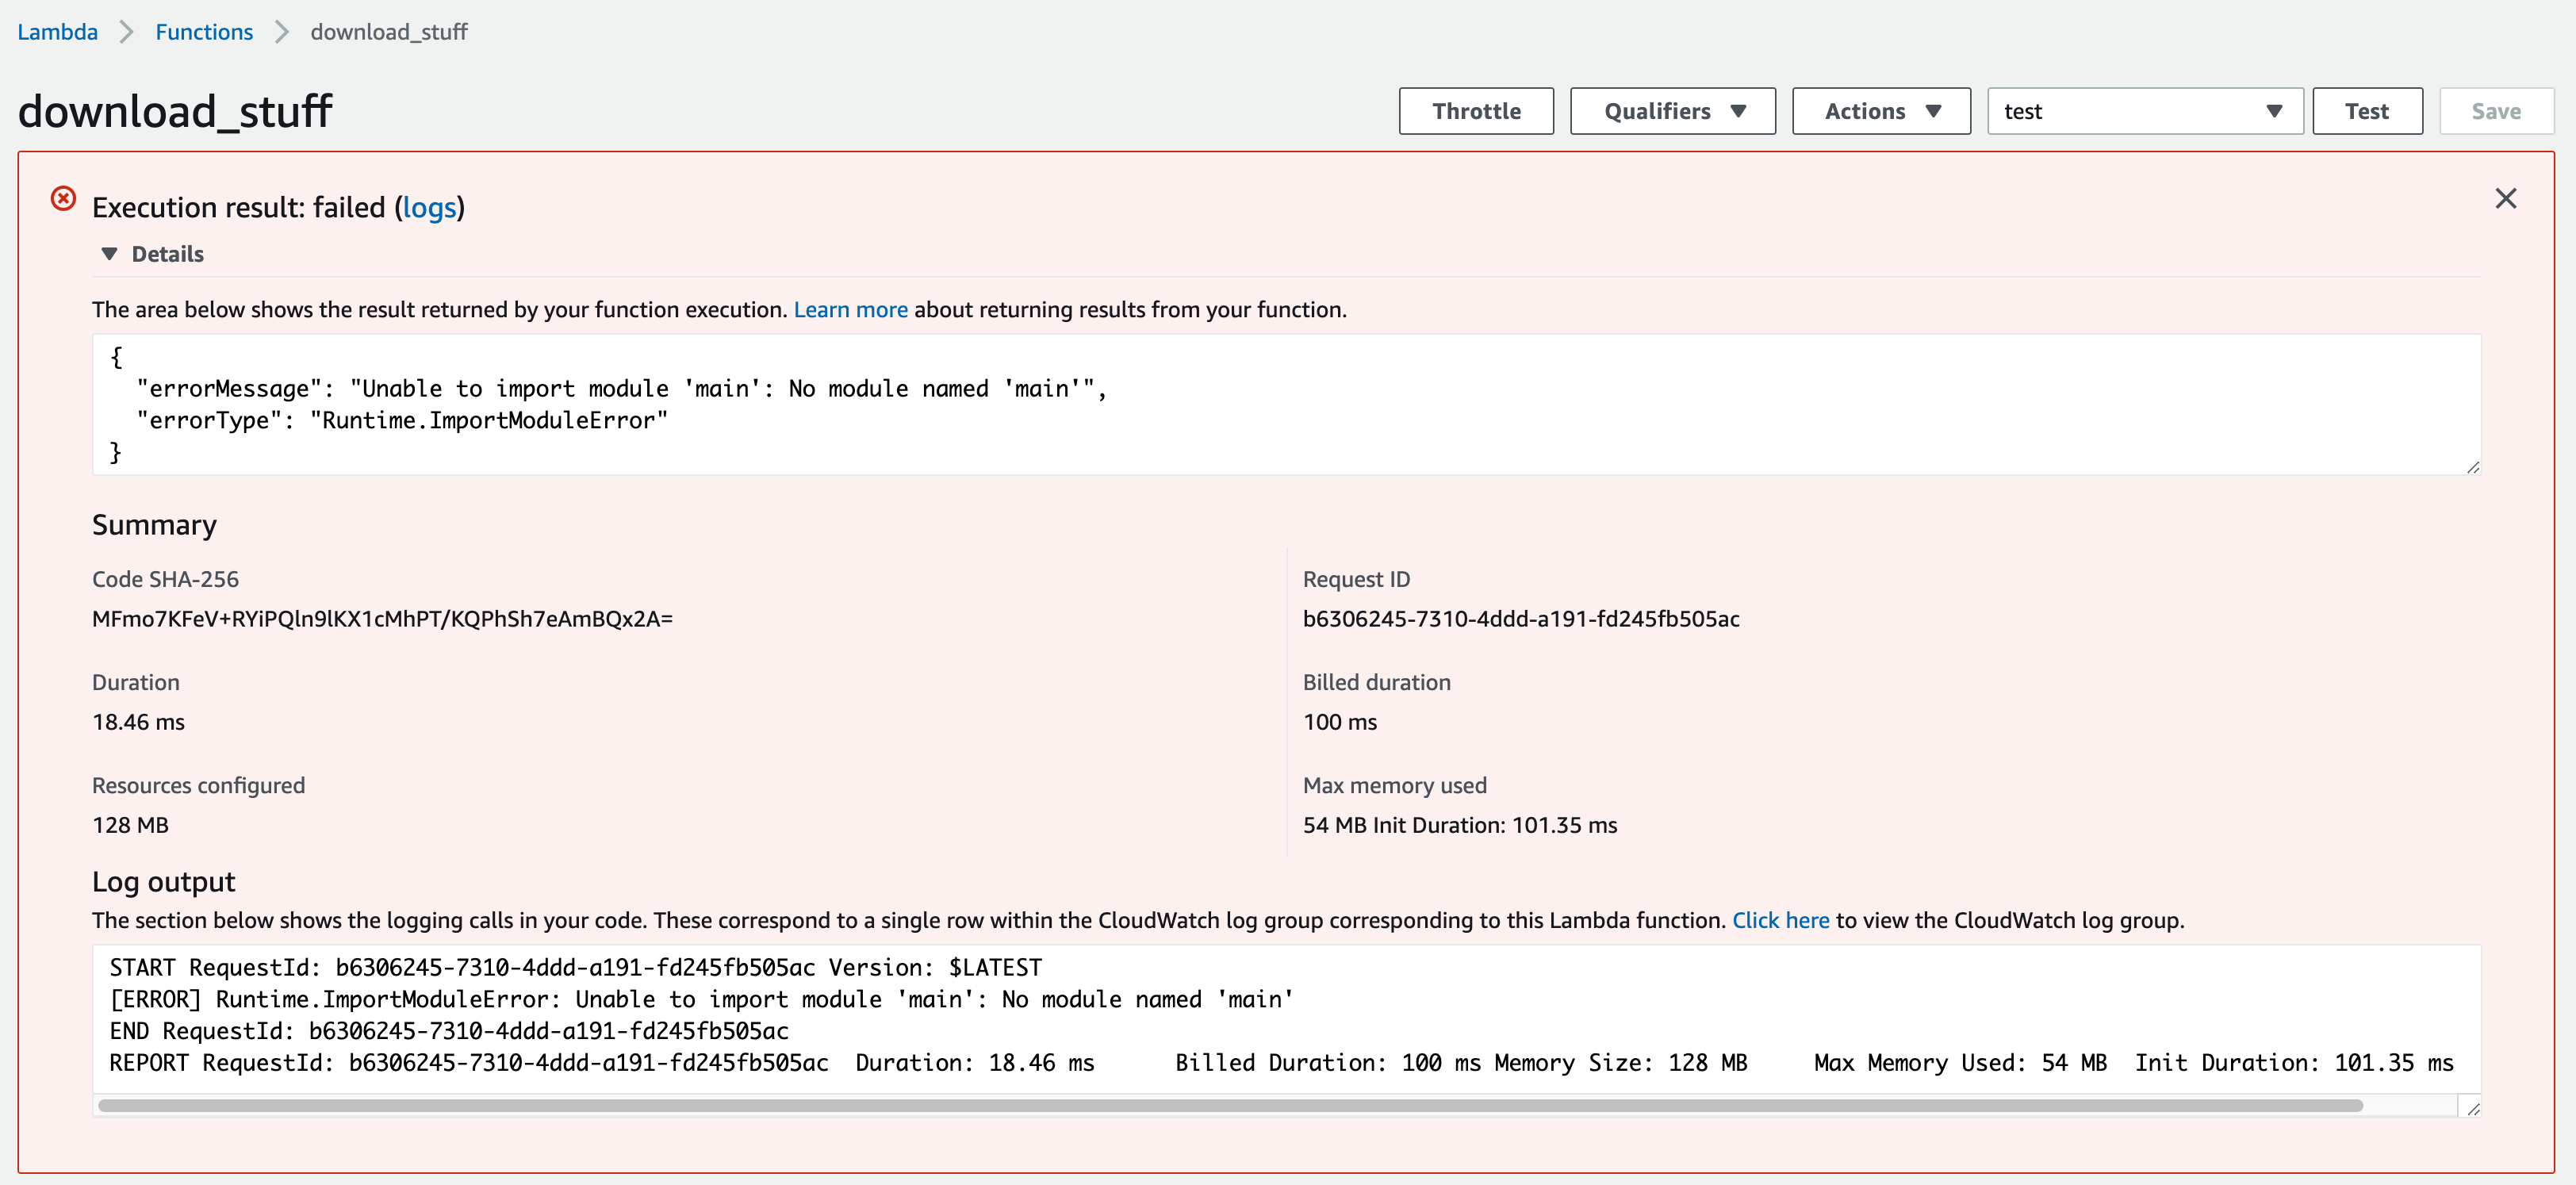 Lambda > Functions > download_stuff
download_stuff
Throttle Qualifiers Actions test Test Save
Execution result: failed (logs)
Details
The area below shows the result returned by your function execution. Learn more about returning results from your function.
{
"errorMessage": "Unable to import module 'main': No module named 'main'",
"errorType": "Runtime.ImportModuleError"
}
Summary
Code SHA-256
MFmo7KFeV+RYiPQln9lKX1cMhPT/KQPhSh7eAmBQx2A=
Request ID
b6306245-7310-4ddd-a191-fd245fb505ac
Duration
18.46 ms
Billed duration
100 ms
Resources configured
128 MB
Max memory used
54 MB Init Duration: 101.35 ms
Log output
The section below shows the logging calls in your code. These correspond to a single row within the CloudWatch log group corresponding to this Lambda function. Click here to view the CloudWatch log group.
START RequestId: b6306245-7310-4ddd-a191-fd245fb505ac Version: $LATEST
[ERROR] Runtime.ImportModuleError: Unable to import module 'main': No module named 'main'
END RequestId: b6306245-7310-4ddd-a191-fd245fb505ac
REPORT RequestId: b6306245-7310-4ddd-a191-fd245fb505ac Duration: 18.46 ms Billed Duration: 100 ms Memory Size: 128 MB Max Memory Used: 54 MB Init Duration: 101.35 ms